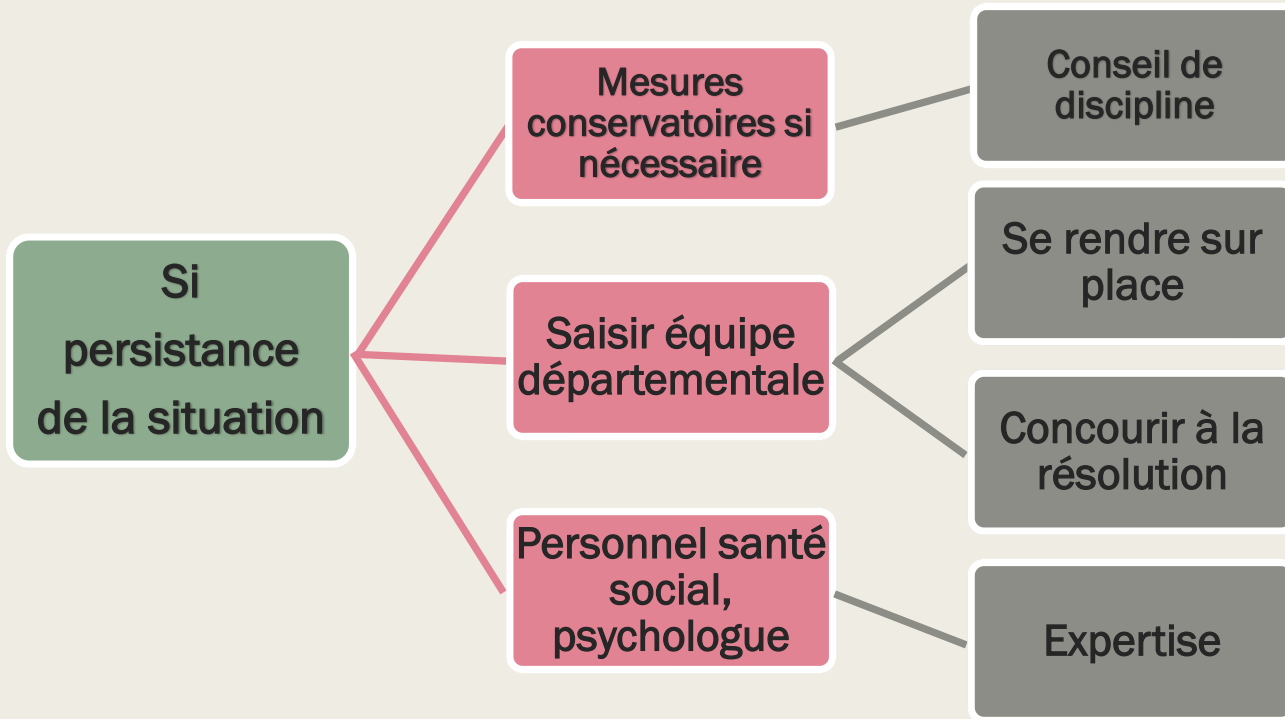 Si
persistance
de la situation
Mesures
conservatoires si
nécessaire
Conseil de
discipline
Saisir équipe
départementale
Se rendre sur
place
Concourir à la
résolution
Personnel santé
social,
psychologue
Expertise